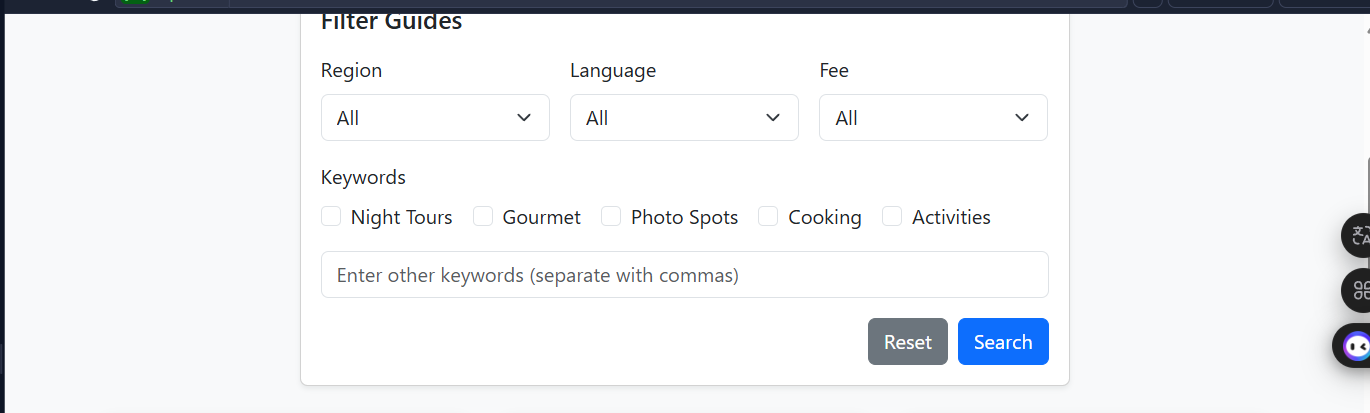 Filter Guides
Region Language Fee
All All All
Keywords
Night Tours Gourmet Photo Spots Cooking Activities
Enter other keywords (separate with commas)
Reset Search